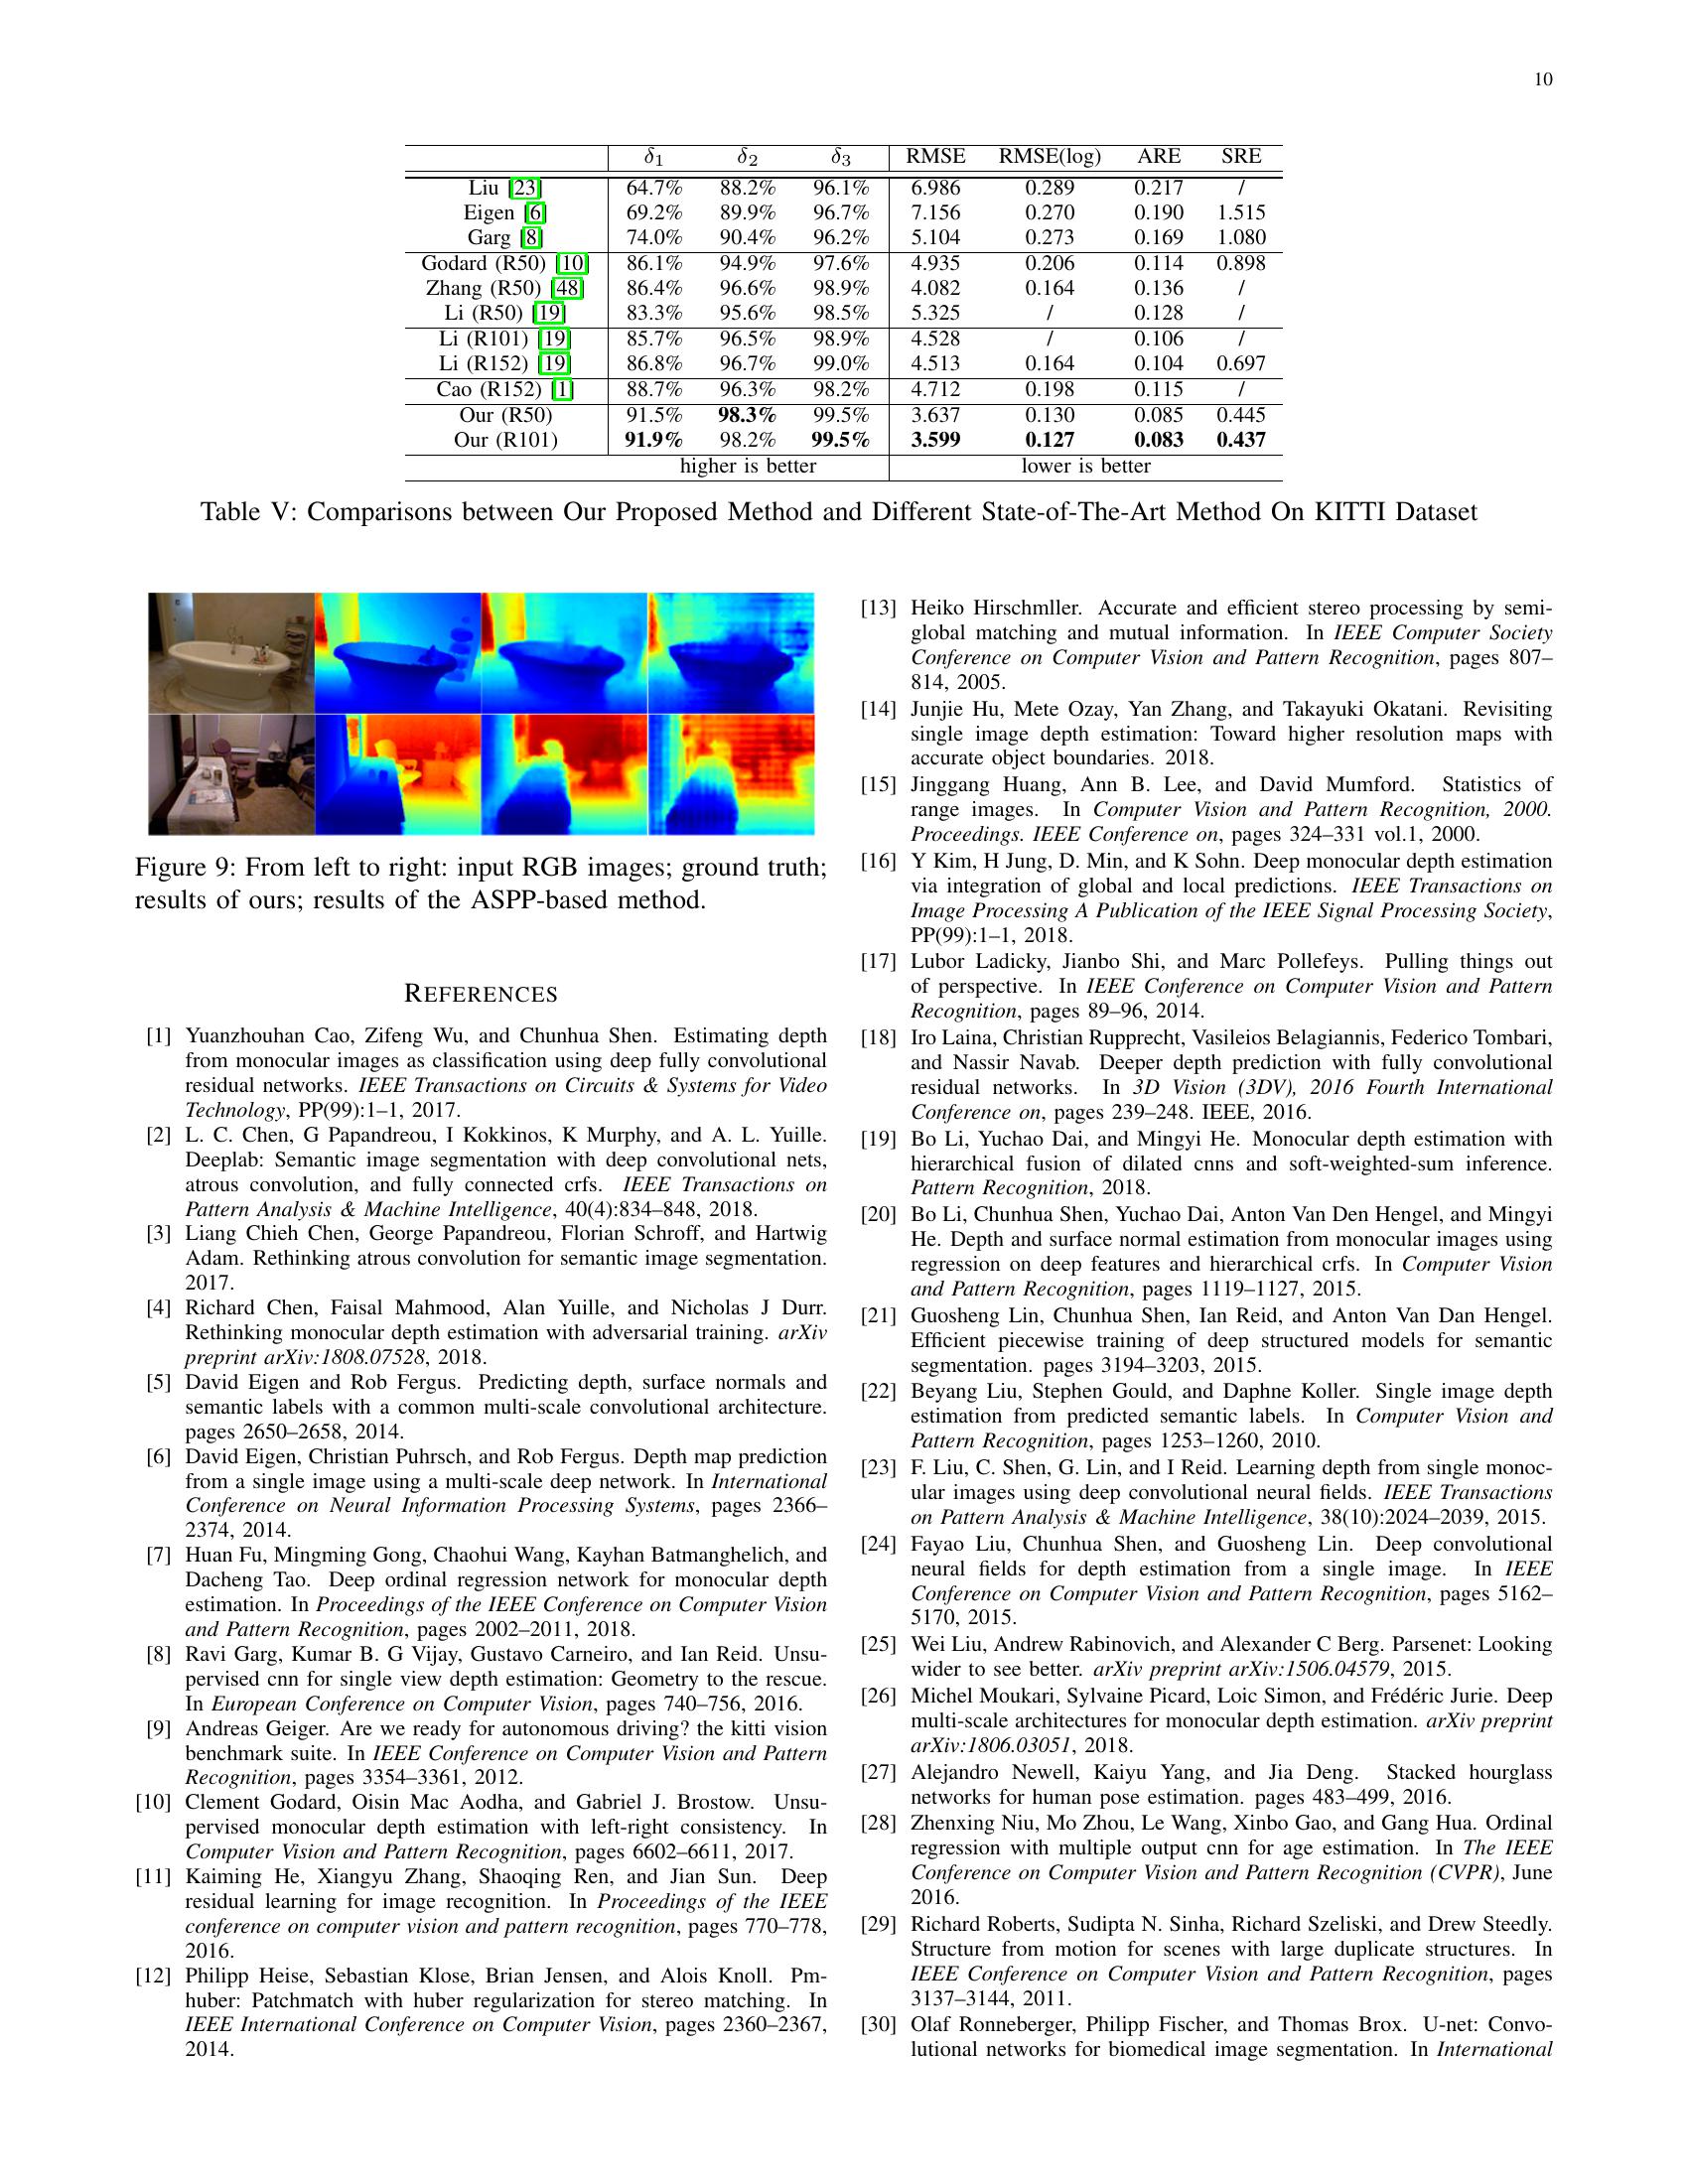 10
δ1 δ2 δ3 RMSE RMSE(log) ARE SRE
Liu [23] 64.7% 88.2% 96.1% 6.986 0.289 0.217 /
Eigen [6] 69.2% 89.9% 96.7% 7.156 0.270 0.190 1.515
Garg [8] 74.0% 90.4% 96.2% 5.104 0.273 0.169 1.080
Godard (R50) [10] 86.1% 94.9% 97.6% 4.935 0.206 0.114 0.898
Zhang (R50) [48] 86.4% 96.6% 98.9% 4.082 0.164 0.136 /
Li (R50) [19] 83.3% 95.6% 98.5% 5.325 / 0.128 /
Li (R101) [19] 85.7% 96.5% 98.9% 4.528 / 0.106 /
Li (R152) [19] 86.8% 96.7% 99.0% 4.513 0.164 0.104 0.697
Cao (R152) [1] 88.7% 96.3% 98.2% 4.712 0.198 0.115 /
Our (R50) 91.5% 98.3% 99.5% 3.637 0.130 0.085 0.445
Our (R101) 91.9% 98.2% 99.5% 3.599 0.127 0.083 0.437
higher is better lower is better
Table V: Comparisons between Our Proposed Method and Different State-of-The-Art Method On KITTI Dataset
Figure 9: From left to right: input RGB images; ground truth;
results of ours; results of the ASPP-based method.
REFERENCES
[1] Yuanzhouhan Cao, Zifeng Wu, and Chunhua Shen. Estimating depth
from monocular images as classification using deep fully convolutional
residual networks. IEEE Transactions on Circuits & Systems for Video
Technology, PP(99):1–1, 2017.
[2] L. C. Chen, G Papandreou, I Kokkinos, K Murphy, and A. L. Yuille.
Deeplab: Semantic image segmentation with deep convolutional nets,
atrous convolution, and fully connected crfs. IEEE Transactions on
Pattern Analysis & Machine Intelligence, 40(4):834–848, 2018.
[3] Liang Chieh Chen, George Papandreou, Florian Schroff, and Hartwig
Adam. Rethinking atrous convolution for semantic image segmentation.
2017.
[4] Richard Chen, Faisal Mahmood, Alan Yuille, and Nicholas J Durr.
Rethinking monocular depth estimation with adversarial training. arXiv
preprint arXiv:1808.07528, 2018.
[5] David Eigen and Rob Fergus. Predicting depth, surface normals and
semantic labels with a common multi-scale convolutional architecture.
pages 2650–2658, 2014.
[6] David Eigen, Christian Puhrsch, and Rob Fergus. Depth map prediction
from a single image using a multi-scale deep network. In International
Conference on Neural Information Processing Systems, pages 2366–
2374, 2014.
[7] Huan Fu, Mingming Gong, Chaohui Wang, Kayhan Batmanghelich, and
Dacheng Tao. Deep ordinal regression network for monocular depth
estimation. In Proceedings of the IEEE Conference on Computer Vision
and Pattern Recognition, pages 2002–2011, 2018.
[8] Ravi Garg, Kumar B. G Vijay, Gustavo Carneiro, and Ian Reid. Unsu-
pervised cnn for single view depth estimation: Geometry to the rescue.
In European Conference on Computer Vision, pages 740–756, 2016.
[9] Andreas Geiger. Are we ready for autonomous driving? the kitti vision
benchmark suite. In IEEE Conference on Computer Vision and Pattern
Recognition, pages 3354–3361, 2012.
[10] Clement Godard, Oisin Mac Aodha, and Gabriel J. Brostow. Unsu-
pervised monocular depth estimation with left-right consistency. In
Computer Vision and Pattern Recognition, pages 6602–6611, 2017.
[11] Kaiming He, Xiangyu Zhang, Shaoqing Ren, and Jian Sun. Deep
residual learning for image recognition. In Proceedings of the IEEE
conference on computer vision and pattern recognition, pages 770–778,
2016.
[12] Philipp Heise, Sebastian Klose, Brian Jensen, and Alois Knoll. Pm-
huber: Patchmatch with huber regularization for stereo matching. In
IEEE International Conference on Computer Vision, pages 2360–2367,
2014.
[13] Heiko Hirschmller. Accurate and efficient stereo processing by semi-
global matching and mutual information. In IEEE Computer Society
Conference on Computer Vision and Pattern Recognition, pages 807–
814, 2005.
[14] Junjie Hu, Mete Ozay, Yan Zhang, and Takayuki Okatani. Revisiting
single image depth estimation: Toward higher resolution maps with
accurate object boundaries. 2018.
[15] Jinggang Huang, Ann B. Lee, and David Mumford. Statistics of
range images. In Computer Vision and Pattern Recognition, 2000.
Proceedings. IEEE Conference on, pages 324–331 vol.1, 2000.
[16] Y Kim, H Jung, D. Min, and K Sohn. Deep monocular depth estimation
via integration of global and local predictions. IEEE Transactions on
Image Processing A Publication of the IEEE Signal Processing Society,
PP(99):1–1, 2018.
[17] Lubor Ladicky, Jianbo Shi, and Marc Pollefeys. Pulling things out
of perspective. In IEEE Conference on Computer Vision and Pattern
Recognition, pages 89–96, 2014.
[18] Iro Laina, Christian Rupprecht, Vasileios Belagiannis, Federico Tombari,
and Nassir Navab. Deeper depth prediction with fully convolutional
residual networks. In 3D Vision (3DV), 2016 Fourth International
Conference on, pages 239–248. IEEE, 2016.
[19] Bo Li, Yuchao Dai, and Mingyi He. Monocular depth estimation with
hierarchical fusion of dilated cnns and soft-weighted-sum inference.
Pattern Recognition, 2018.
[20] Bo Li, Chunhua Shen, Yuchao Dai, Anton Van Den Hengel, and Mingyi
He. Depth and surface normal estimation from monocular images using
regression on deep features and hierarchical crfs. In Computer Vision
and Pattern Recognition, pages 1119–1127, 2015.
[21] Guosheng Lin, Chunhua Shen, Ian Reid, and Anton Van Dan Hengel.
Efficient piecewise training of deep structured models for semantic
segmentation. pages 3194–3203, 2015.
[22] Beyang Liu, Stephen Gould, and Daphne Koller. Single image depth
estimation from predicted semantic labels. In Computer Vision and
Pattern Recognition, pages 1253–1260, 2010.
[23] F. Liu, C. Shen, G. Lin, and I Reid. Learning depth from single monoc-
ular images using deep convolutional neural fields. IEEE Transactions
on Pattern Analysis & Machine Intelligence, 38(10):2024–2039, 2015.
[24] Fayao Liu, Chunhua Shen, and Guosheng Lin. Deep convolutional
neural fields for depth estimation from a single image. In IEEE
Conference on Computer Vision and Pattern Recognition, pages 5162–
5170, 2015.
[25] Wei Liu, Andrew Rabinovich, and Alexander C Berg. Parsenet: Looking
wider to see better. arXiv preprint arXiv:1506.04579, 2015.
[26] Michel Moukari, Sylvaine Picard, Loic Simon, and Frédéric Jurie. Deep
multi-scale architectures for monocular depth estimation. arXiv preprint
arXiv:1806.03051, 2018.
[27] Alejandro Newell, Kaiyu Yang, and Jia Deng. Stacked hourglass
networks for human pose estimation. pages 483–499, 2016.
[28] Zhenxing Niu, Mo Zhou, Le Wang, Xinbo Gao, and Gang Hua. Ordinal
regression with multiple output cnn for age estimation. In The IEEE
Conference on Computer Vision and Pattern Recognition (CVPR), June
2016.
[29] Richard Roberts, Sudipta N. Sinha, Richard Szeliski, and Drew Steedly.
Structure from motion for scenes with large duplicate structures. In
IEEE Conference on Computer Vision and Pattern Recognition, pages
3137–3144, 2011.
[30] Olaf Ronneberger, Philipp Fischer, and Thomas Brox. U-net: Convo-
lutional networks for biomedical image segmentation. In International